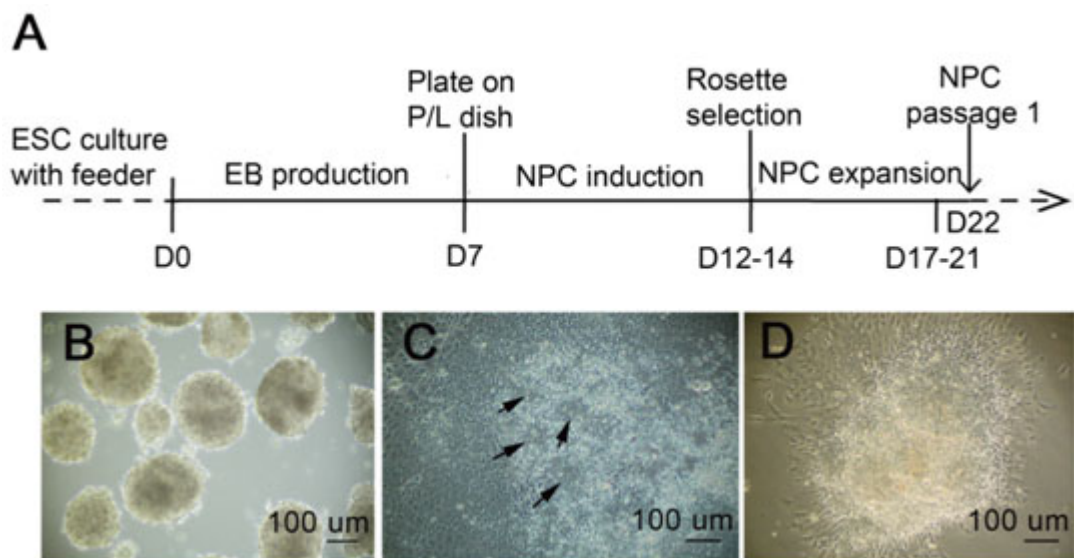 A
ESC culture
with feeder
EB production
Plate on
P/L dish
NPC induction
Rosette
selection
NPC expansion
NPC
passage 1
D0
D7
D12-14
D17-21
D22
B
100 um
C
100 um
D
100 um